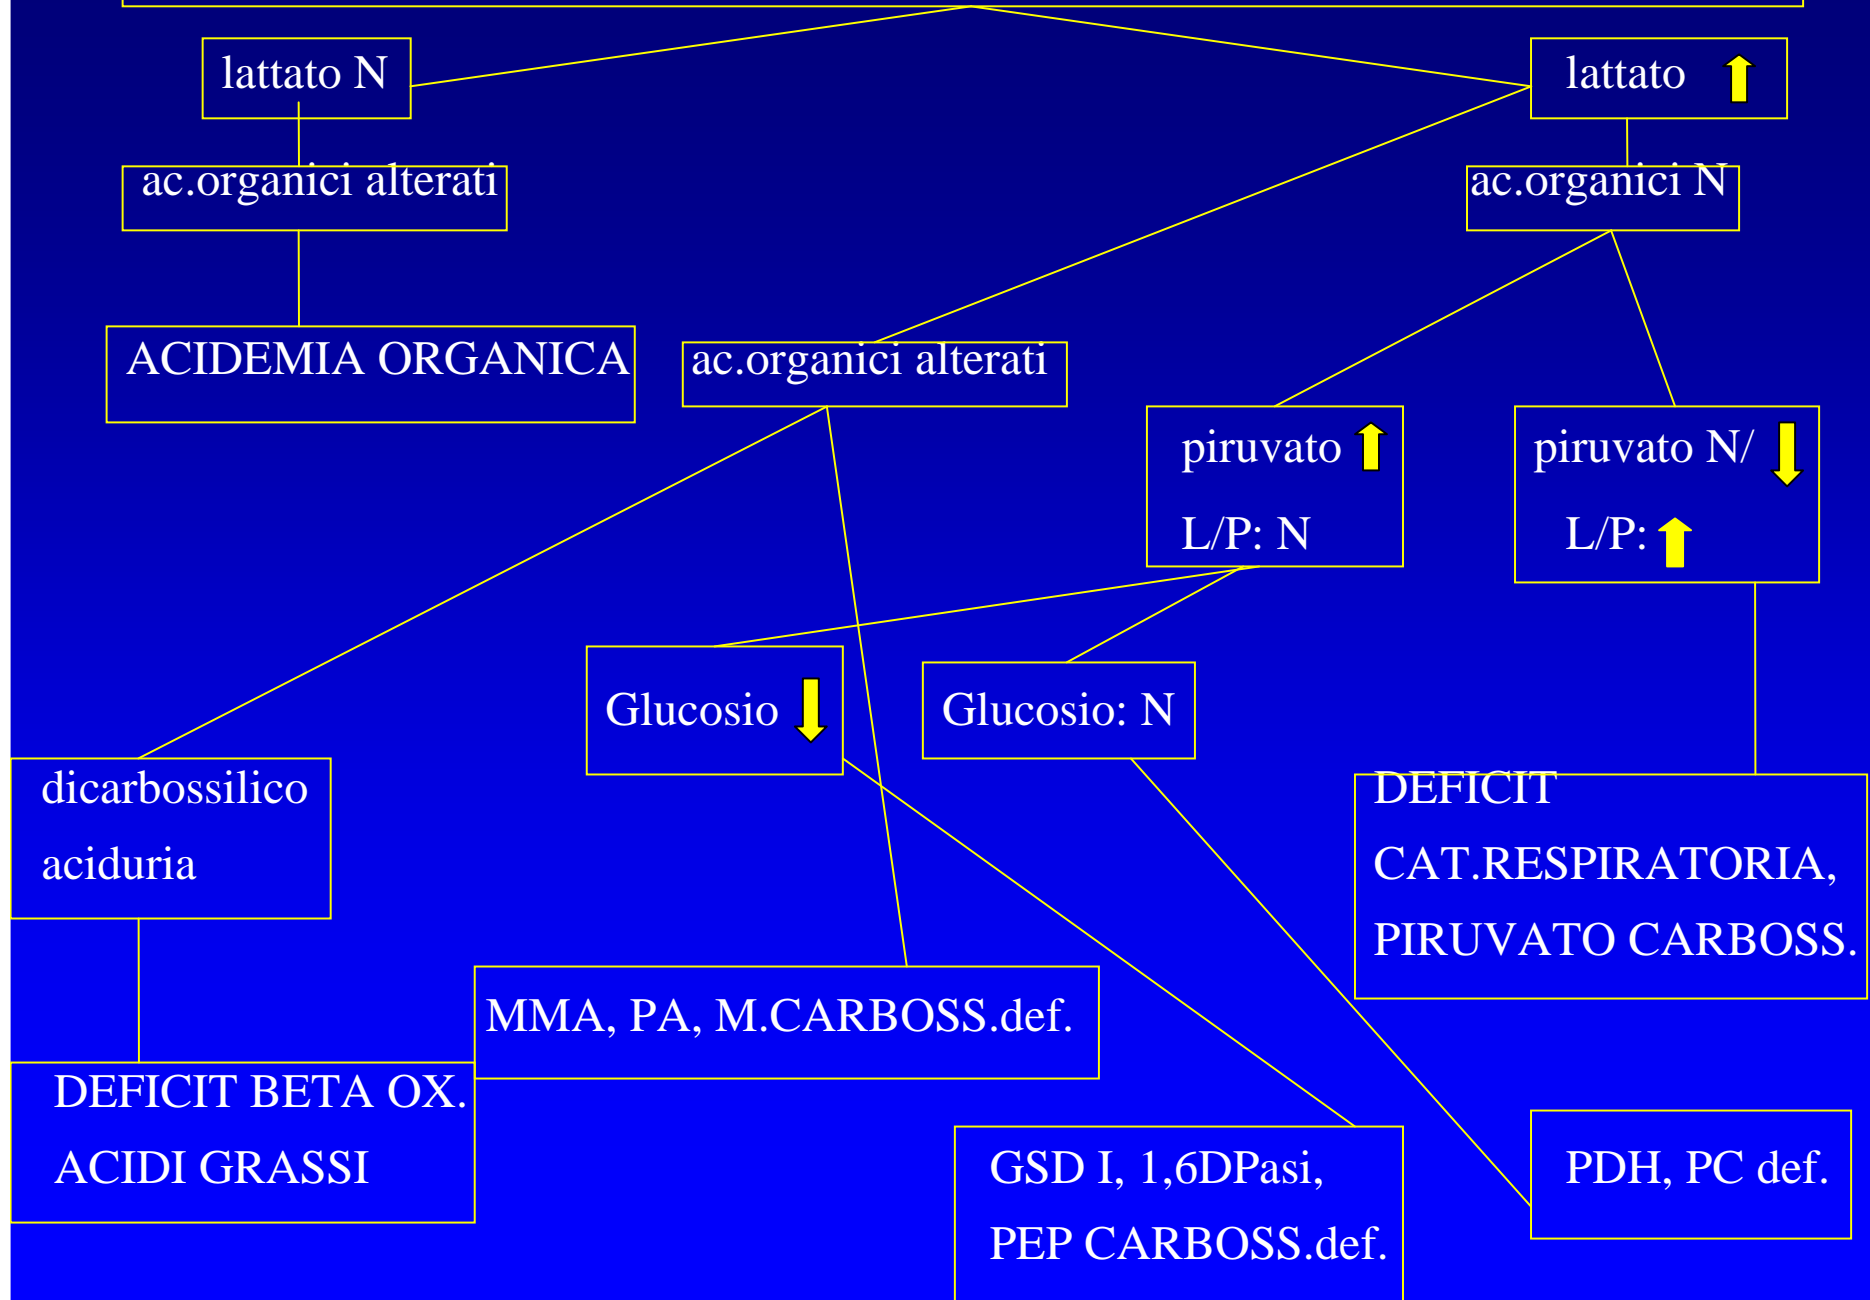 lattato N
lattato
ac.organici alterati
ac.organici N
ACIDEMIA ORGANICA
ac.organici alterati
piruvato
L/P: N
piruvato N/
L/P:
Glucosio
Glucosio: N
dicarbossilico
aciduria
DEFICIT
CAT.RESPIRATORIA,
PIRUVATO CARBOSS.
MMA, PA, M.CARBOSS.def.
DEFICIT BETA OX.
ACIDI GRASSI
GSD I, 1,6DPasi,
PEP CARBOSS.def.
PDH, PC def.